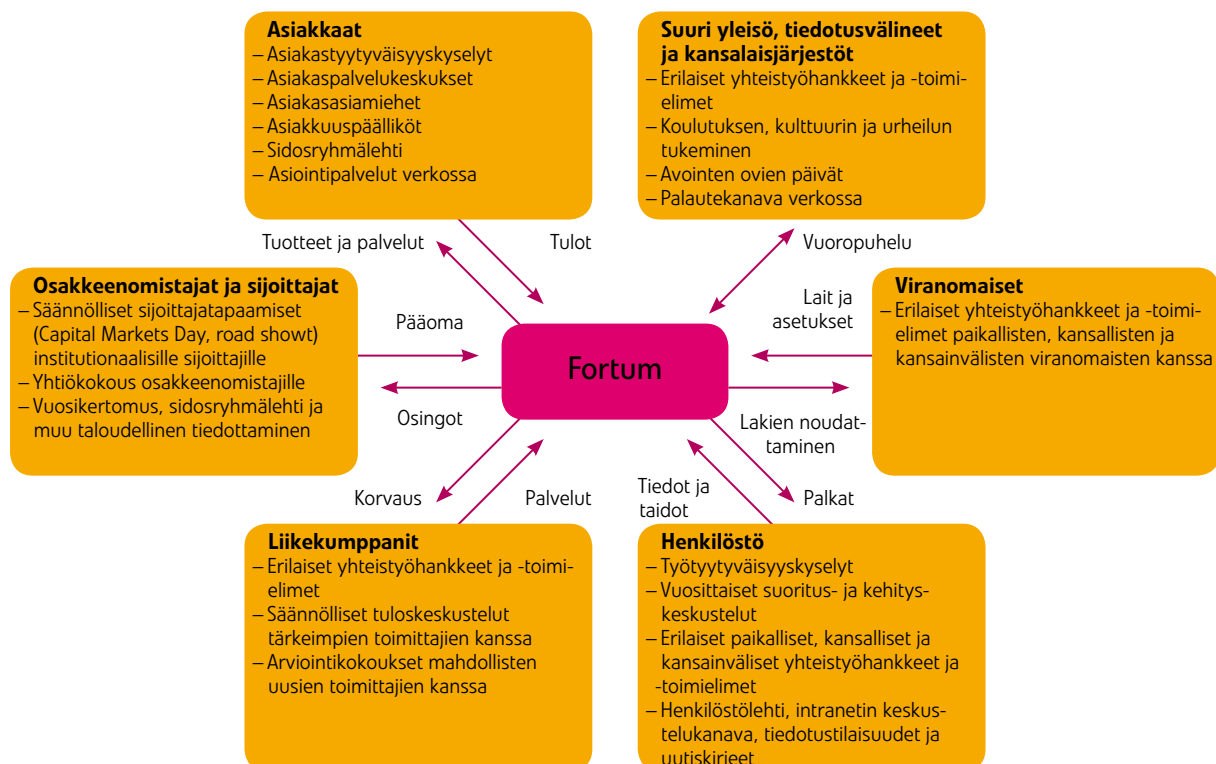 Asiakkaat
– Asiakastyytyväisyyskyselyt
– Asiakaspalvelukeskukset
– Asiakasasiamiehet
– Asiakkuuspäälliköt
– Sidosryhmälehti
– Asiointipalvelut verkossa
Suuri yleisö, tiedotusvälineet
ja kansalaisjärjestöt
– Erilaiset yhteistyöhankkeet ja -toimi-
elimet
– Koulutuksen, kulttuurin ja urheilun
tukeminen
– Avointen ovien päivät
– Palautekanava verkossa
Tuotteet ja palvelut
Tulot
Vuoropuhelu
Osakkeenomistajat ja sijoittajat
– Säännölliset sijoittajatapaamiset
(Capital Markets Day, road showt)
institutionaalisille sijoittajille
– Yhtiökokous osakkeenomistajille
– Vuosikertomus, sidosryhmälehti ja
muu taloudellinen tiedottaminen
Pääoma
Osingot
Fortum
Lait ja
asetukset
Lakien noudat-
taminen
Viranomaiset
– Erilaiset yhteistyöhankkeet ja -toimi-
elimet paikallisten, kansallisten ja
kansainvälisten viranomaisten kanssa
Korvaus
Palvelut
Tiedot ja
taidot
Palkat
Liikekumppanit
– Erilaiset yhteistyöhankkeet ja -toimi-
elimet
– Säännölliset tuloskeskustelut
tärkeimpien toimittajien kanssa
– Arviointikokoukset mahdollisten
uusien toimittajien kanssa
Henkilöstö
– Työtyytyväisyyskyselyt
– Vuosittaiset suoritus- ja kehitys-
keskustelut
– Erilaiset paikalliset, kansalliset ja
kansainväliset yhteistyöhankkeet ja
-toimielimet
– Henkilöstölehti, intranetin keskus-
telukanava, tiedotustilaisuudet ja
uutiskirjeet